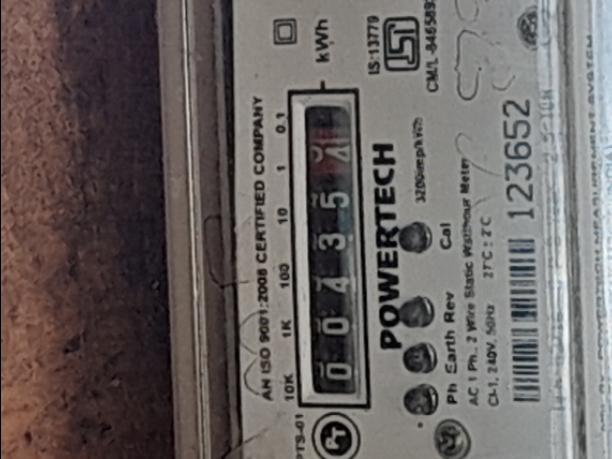 AN ISO 9001:2008 CERTIFIED COMPANY
10K 1K 100 10 1 0.1
0 0 4 3 5
kWh
PTS-01
IS:13779
CM/L
POWERTECH
3200imp/kWh
Ph Earth Rev Cal
AC 1 Ph. 2 Wire Static Watthour Meter
Cl-1, 240V, 50Hz 27°C ± 2°C
123652